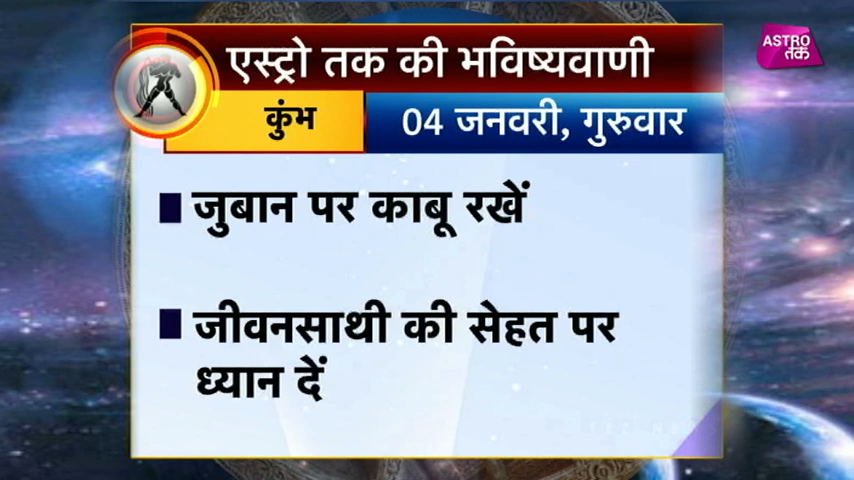 एस्ट्रो तक की भविष्यवाणी
ASTRO
तक
कुंभ
04 जनवरी, गुरुवार
जुबान पर काबू रखें
जीवनसाथी की सेहत पर
ध्यान दें